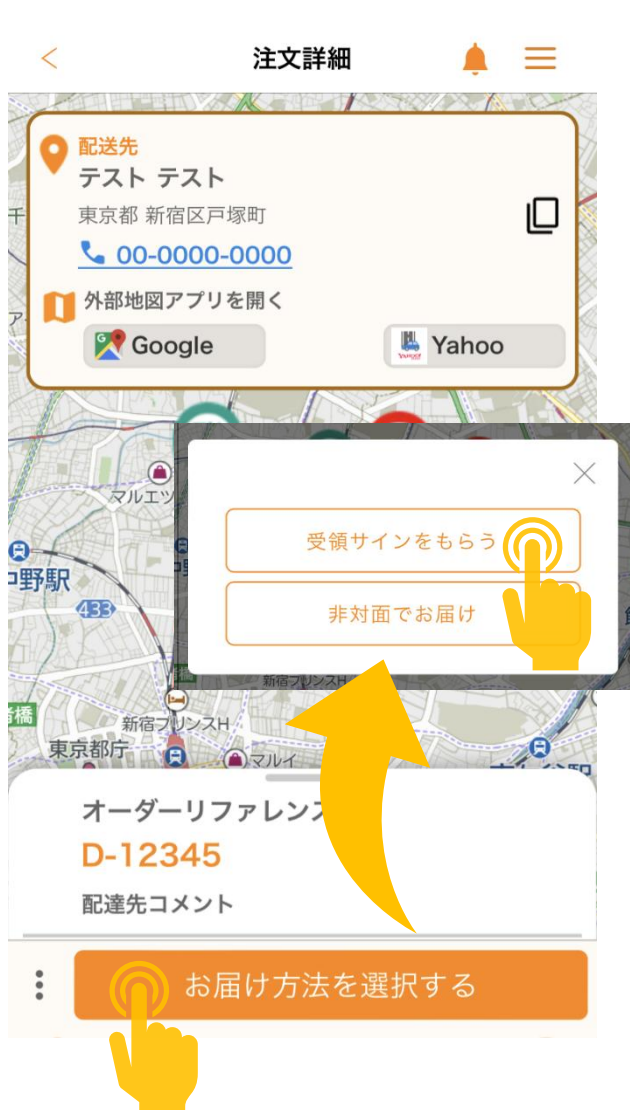 注文詳細
配送先
テスト テスト
東京都 新宿区戸塚町
00-0000-0000
外部地図アプリを開く
Google
Yahoo
マルエツ
受領サインをもらう
非対面でお届け
野駅
433
新宿プリンスH
新宿プリンスH
橋
東京都庁
マルイ
オーダーリファレンス
D-12345
配達先コメント
お届け方法を選択する